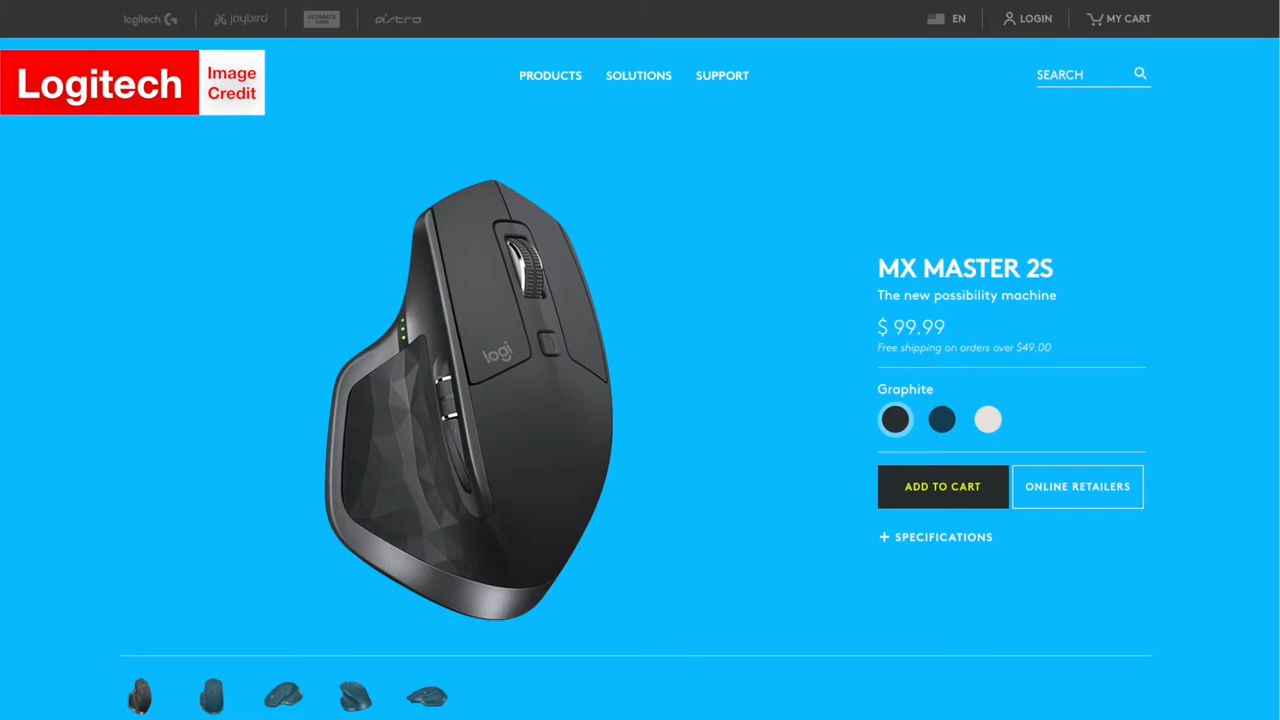 logitech G
jaybird
ULTIMATE
EARS
ASTRO
EN
LOGIN
MY CART
Logitech
Image
Credit
PRODUCTS
SOLUTIONS
SUPPORT
SEARCH
logi
MX MASTER 2S
The new possibility machine
$ 99.99
Free shipping on orders over $49.00
Graphite
ADD TO CART
ONLINE RETAILERS
+ SPECIFICATIONS